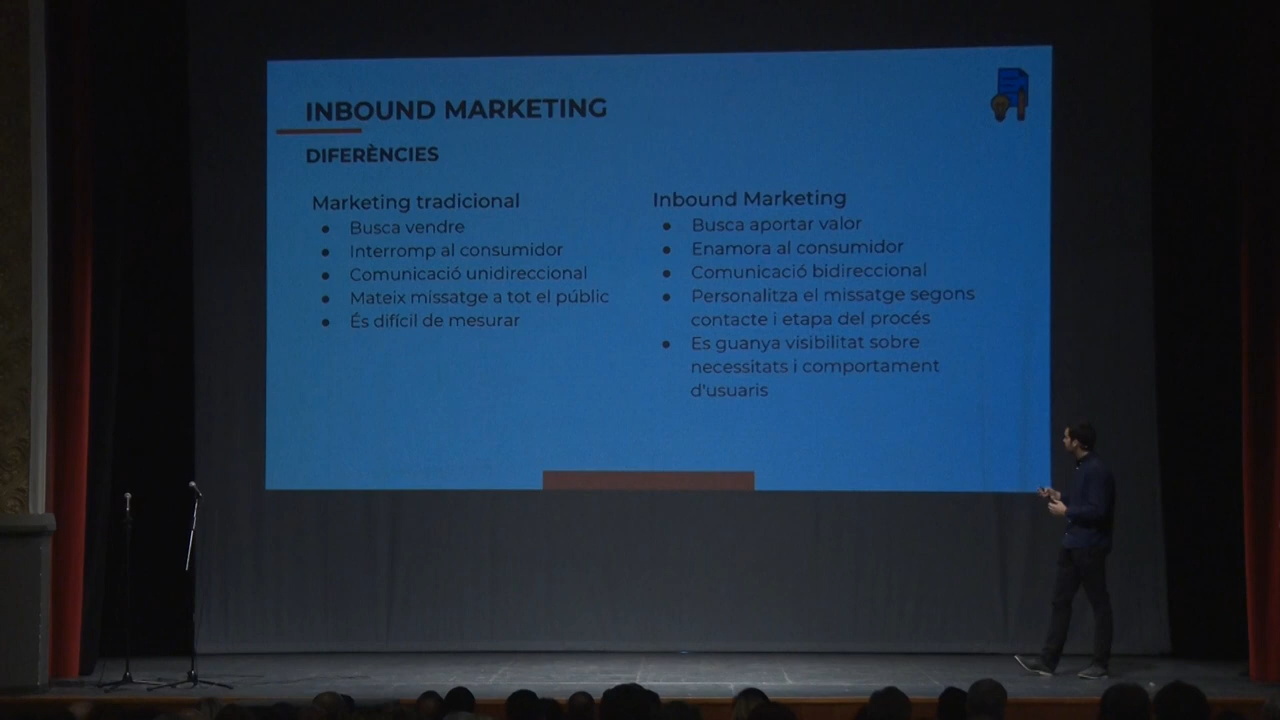 INBOUND MARKETING
DIFERÈNCIES
Marketing tradicional
● Busca vendre
● Interromp al consumidor
● Comunicació unidireccional
● Mateix missatge a tot el públic
● És difícil de mesurar
Inbound Marketing
● Busca aportar valor
● Enamora al consumidor
● Comunicació bidireccional
● Personalitza el missatge segons
contacte i etapa del procés
● Es guanya visibilitat sobre
necessitats i comportament
d'usuaris